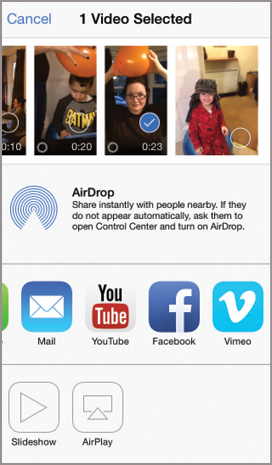 Cancel 1 Video Selected
0:10 0:20 0:23
BATMAN
AirDrop
Share instantly with people nearby. If they
do not appear automatically, ask them to
open Control Center and turn on AirDrop.
You
Tube
f
v
Mail YouTube Facebook Vimeo
Slideshow AirPlay